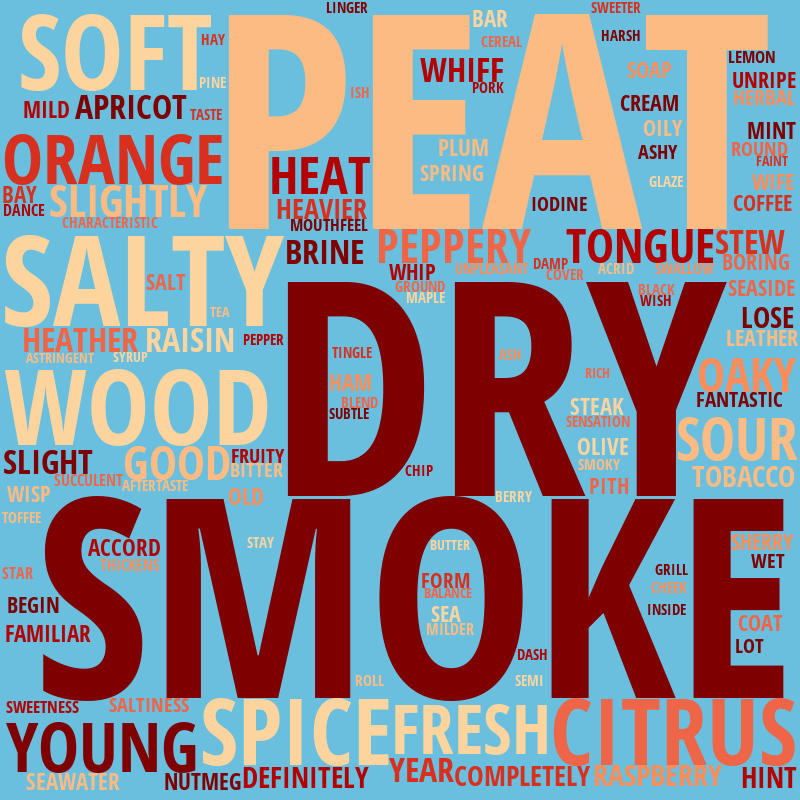 LINGER
SWEETER
BAR
SOFT
PEAT
HAY
CEREAL
HARSH
LEMON
WHIFF
SOAP
UNRIPE
PINE
PORK
ISH
HERBAL
MILD
APRICOT
TASTE
CREAM
OILY
MINT
ORANGE
PLUM
ASHY
ROUND
FAINT
HEAT
SPRING
GLAZE
WIFE
BAY
SLIGHTLY
DANCE
HEAVIER
IODINE
COFFEE
CHARACTERISTIC
MOUTHFEEL
SALTY
BRINE
PEPPERY
TONGUE
STEW
BORING
WHIP
UNPLEASANT
DAMP
COVER
ACRID
SWALLOW
SALT
GROUND
MAPLE
BLACK
WISH
SEASIDE
TEA
DRY
LOSE
HEATHER
RAISIN
PEPPER
LEATHER
ASTRINGENT
SYRUP
TINGLE
ASH
WOOD
HAM
RICH
OAKY
BLEND
SUBTLE
STEAK
SENSATION
FANTASTIC
SLIGHT
GOOD
FRUITY
BITTER
OLIVE
SMOKY
SOUR
CHIP
TOBACCO
SUCCULENT
AFTERTASTE
PITH
WISP
OLD
BERRY
TOFFEE
SMOKE
ACCORD
THICKENS
STAY
BUTTER
SHERRY
WET
STAR
FORM
BALANCE
GRILL
CHEEK
BEGIN
SEA
MILDER
INSIDE
COAT
FAMILIAR
LOT
DASH
ROLL
SEMI
SWEETNESS
SALTINESS
SPICE
FRESH
CITRUS
YOUNG
SEAWATER
NUTMEG
DEFINITELY
YEAR
COMPLETELY
RASPBERRY
HINT